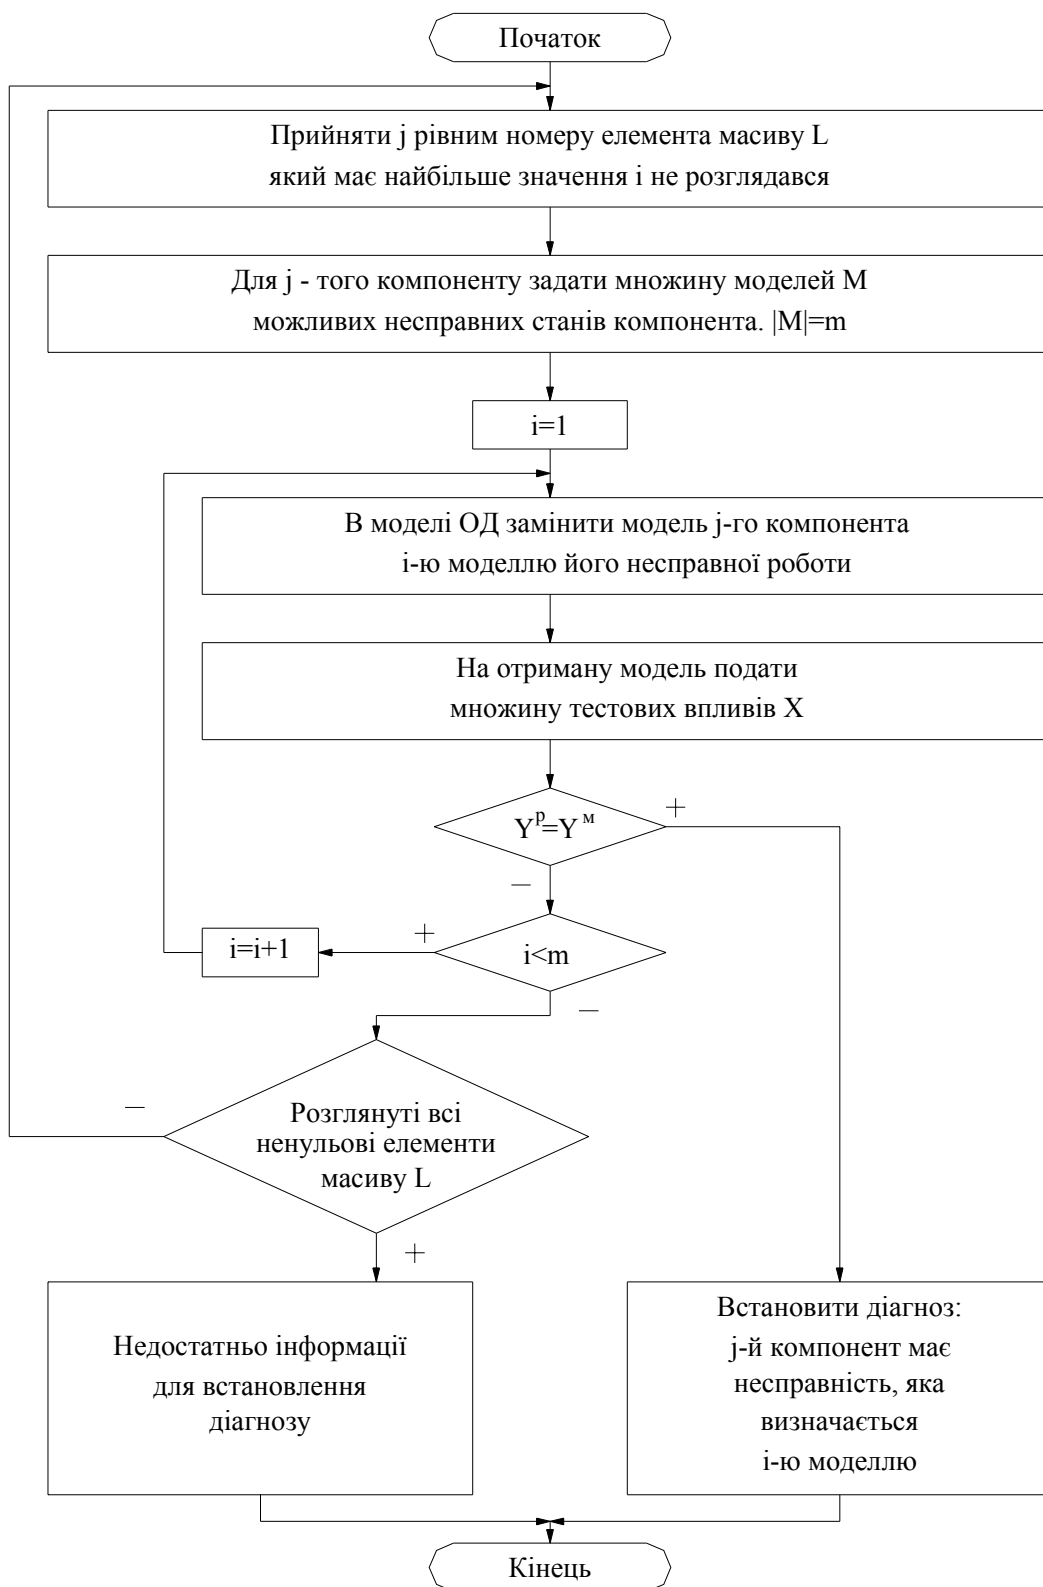 Початок
Прийняти j рівним номеру елемента масиву L
який має найбільше значення і не розглядався
Для j - того компоненту задати множину моделей M
можливих несправних станів компонента. |M|=m
i=1
В моделі ОД замінити модель j-го компонента
i-ю моделлю його несправної роботи
На отриману модель подати
множину тестових впливів X
Yᵖ=Yᴹ
+
−
i<m
+
i=i+1
−
Розглянуті всі
ненульові елементи
масиву L
−
+
Недостатньо інформації
для встановлення
діагнозу
Встановити діагноз:
j-й компонент має
несправність, яка
визначається
i-ю моделлю
Кінець